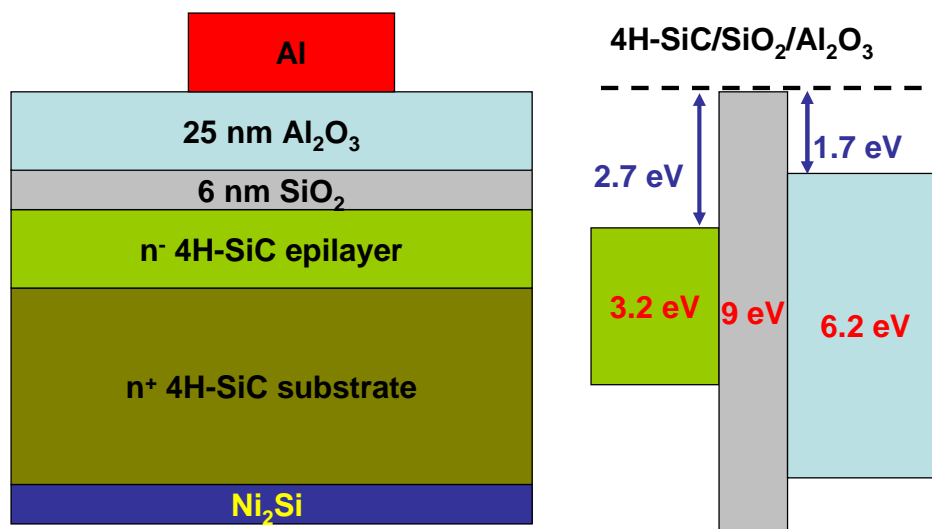 Al
25 nm Al₂O₃
6 nm SiO₂
n⁻ 4H-SiC epilayer
n⁺ 4H-SiC substrate
Ni₂Si
4H-SiC/SiO₂/Al₂O₃
2.7 eV
1.7 eV
3.2 eV
9 eV
6.2 eV